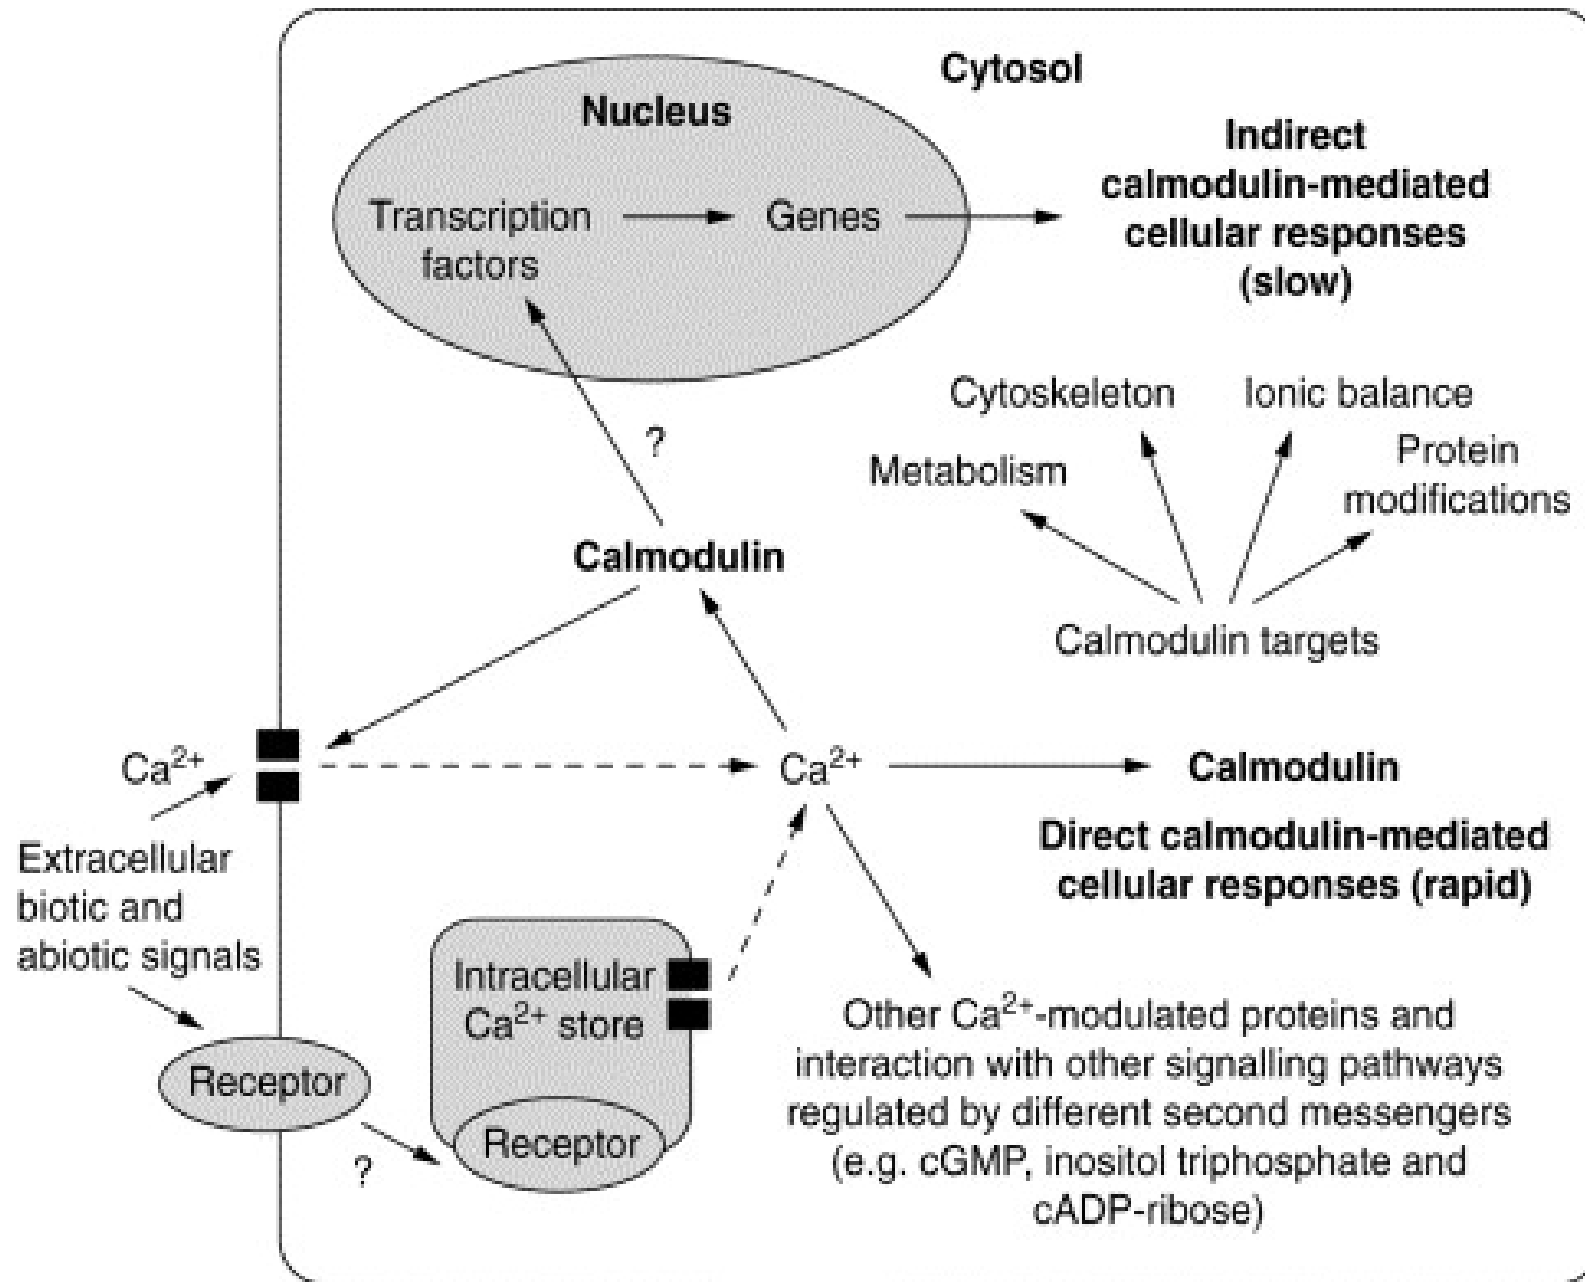 Cytosol
Nucleus
Transcription
factors
Genes
Indirect
calmodulin-mediated
cellular responses
(slow)
Cytoskeleton
Ionic balance
Metabolism
Protein
modifications
?
Calmodulin
Calmodulin targets
Ca²⁺
Ca²⁺
Calmodulin
Direct calmodulin-mediated
cellular responses (rapid)
Extracellular
biotic and
abiotic signals
Intracellular
Ca²⁺ store
Receptor
?
Receptor
Other Ca²⁺-modulated proteins and
interaction with other signalling pathways
regulated by different second messengers
(e.g. cGMP, inositol triphosphate and
cADP-ribose)